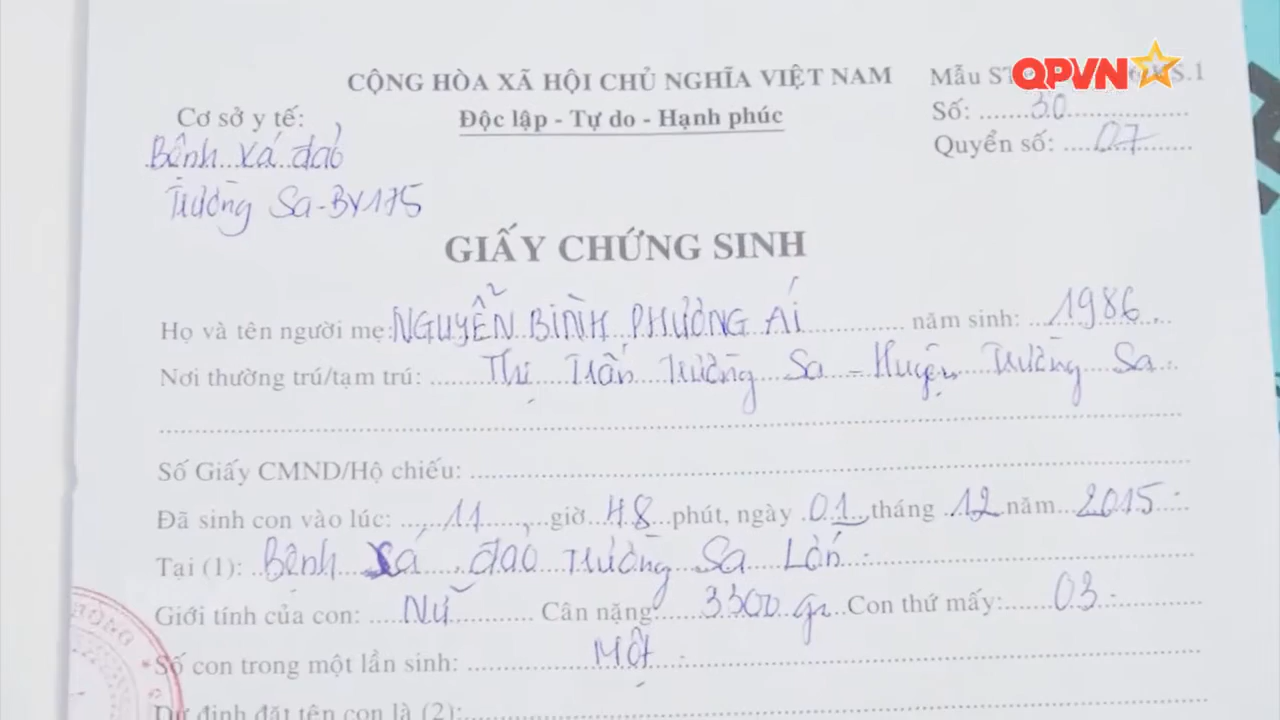 QPVN
CỘNG HÒA XÃ HỘI CHỦ NGHĨA VIỆT NAM
Mẫu S.1
Cơ sở y tế:
Độc lập - Tự do - Hạnh phúc
Số: 30
Bệnh xá đảo
Quyển số: 07
Trường Sa-BV175
GIẤY CHỨNG SINH
Họ và tên người mẹ: NGUYỄN BÌNH PHƯƠNG ÁI năm sinh: 1986.
Nơi thường trú/tạm trú: Thị Trấn Trường Sa - Huyện Trường Sa
Số Giấy CMND/Hộ chiếu:
Đã sinh con vào lúc: 11 giờ 48 phút, ngày 01 tháng 12 năm 2015
Tại (1): Bệnh xá đảo Trường Sa Lớn
Giới tính của con: Nữ Cân nặng: 3300 gr Con thứ mấy: 03
Số con trong một lần sinh: Một
Dự định đặt tên con là (2):